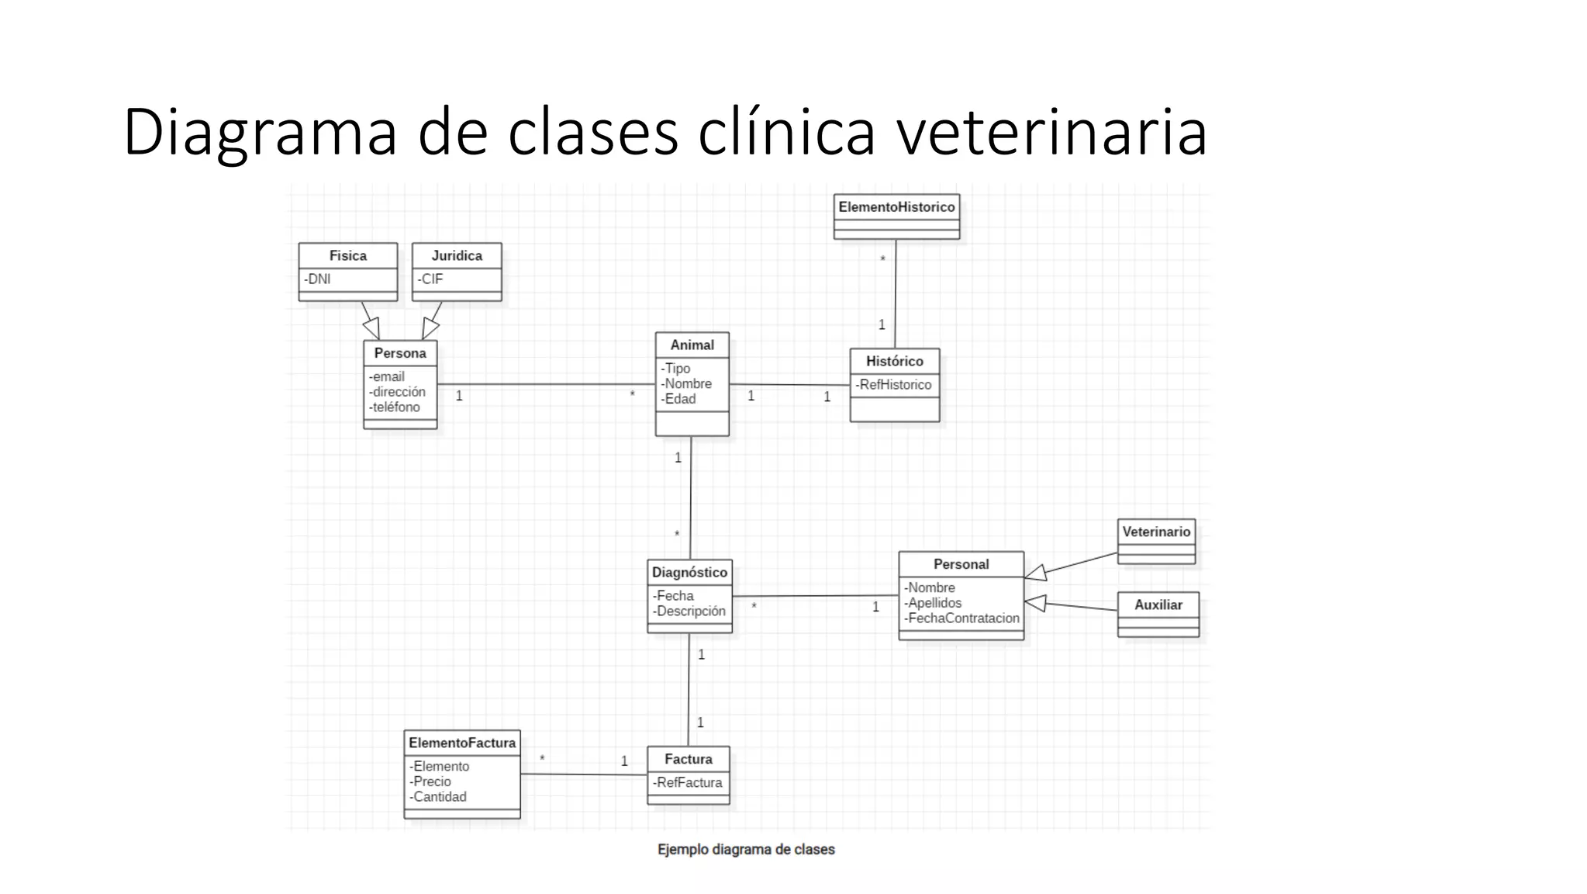 Diagrama de clases clínica veterinaria
ElementoHistorico
*
1
Fisica
-DNI
Juridica
-CIF
Persona
-email
-dirección
-teléfono
1
*
Animal
-Tipo
-Nombre
-Edad
1
1
Histórico
-RefHistorico
1
*
Diagnóstico
-Fecha
-Descripción
*
1
Personal
-Nombre
-Apellidos
-FechaContratacion
Veterinario
Auxiliar
1
1
ElementoFactura
-Elemento
-Precio
-Cantidad
*
1
Factura
-RefFactura
Ejemplo diagrama de clases